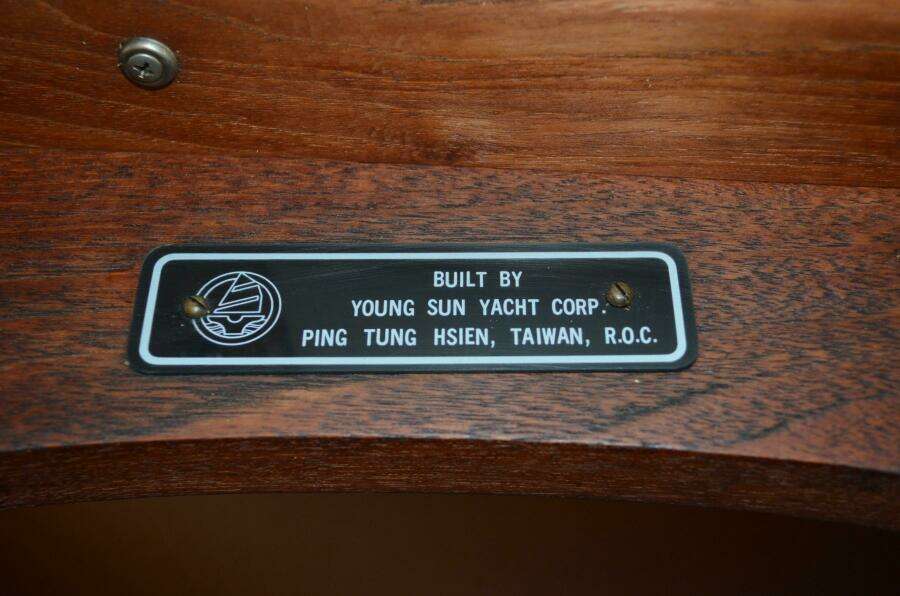 BUILT BY
YOUNG SUN YACHT CORP.
PING TUNG HSIEN, TAIWAN, R.O.C.